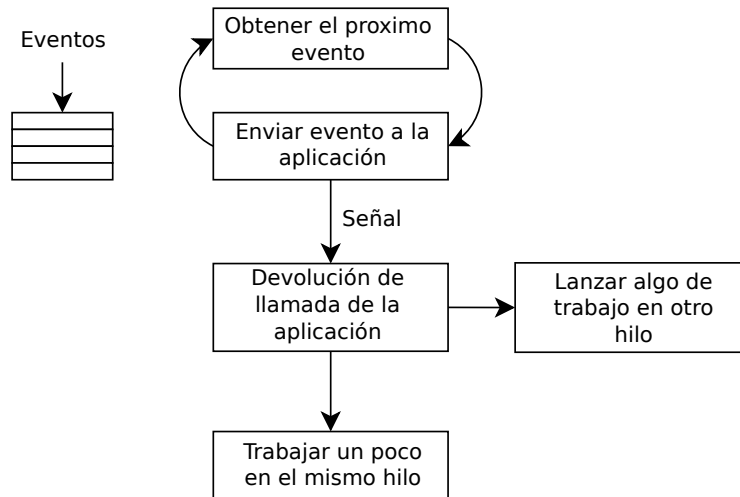 Eventos
Obtener el proximo
evento
Enviar evento a la
aplicación
Señal
Devolución de
llamada de la
aplicación
Lanzar algo de
trabajo en otro
hilo
Trabajar un poco
en el mismo hilo